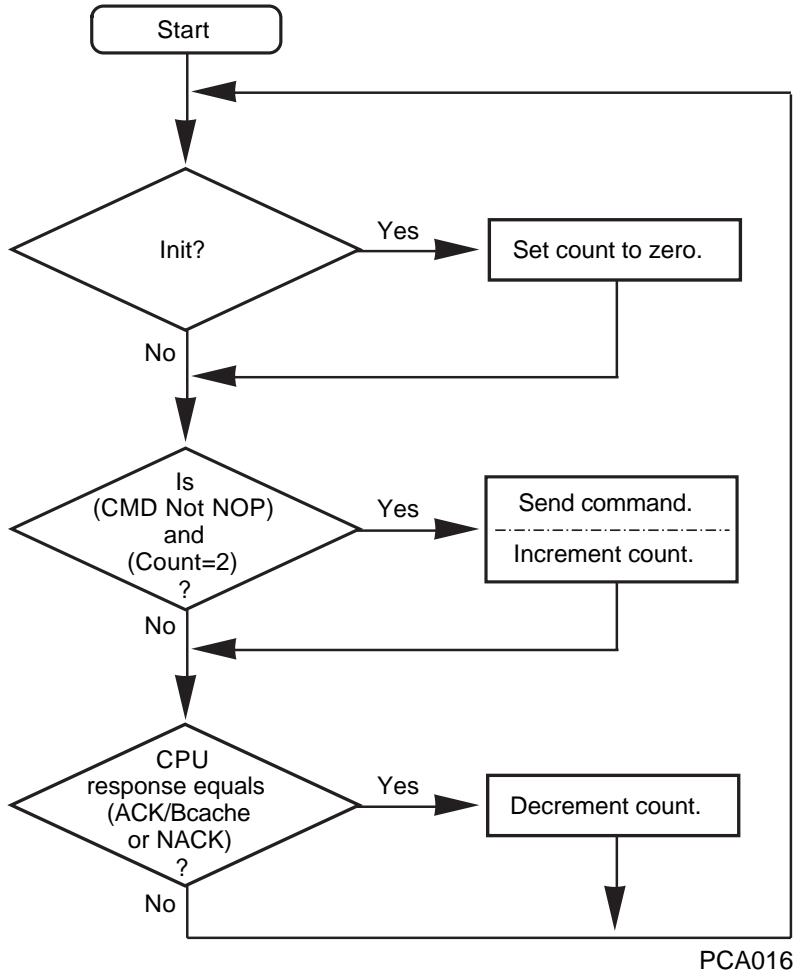 Start
Init?
Yes
Set count to zero.
No
Is
(CMD Not NOP)
and
(Count=2)
?
Yes
Send command.
Increment count.
No
CPU
response equals
(ACK/Bcache
or NACK)
?
Yes
Decrement count.
No
PCA016